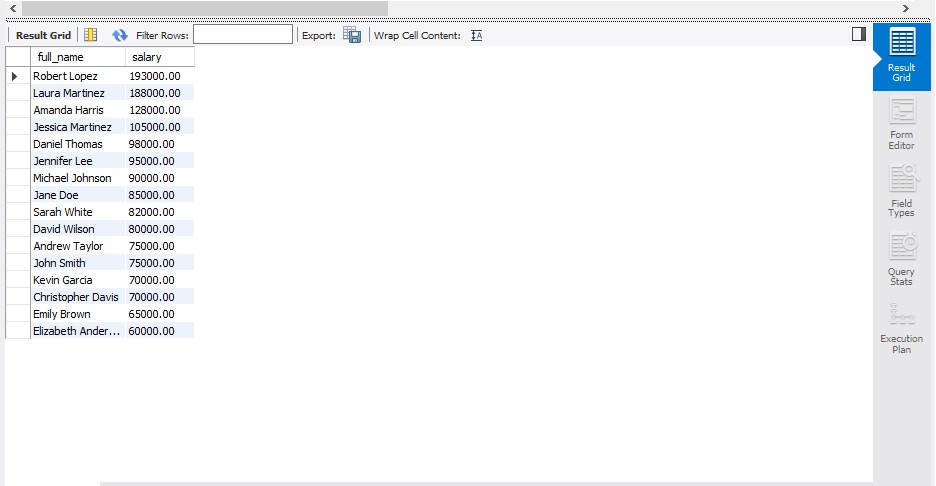 Result Grid Filter Rows: Export: Wrap Cell Content: IA
full_name salary
Robert Lopez 193000.00
Laura Martinez 188000.00
Amanda Harris 128000.00
Jessica Martinez 105000.00
Daniel Thomas 98000.00
Jennifer Lee 95000.00
Michael Johnson 90000.00
Jane Doe 85000.00
Sarah White 82000.00
David Wilson 80000.00
Andrew Taylor 75000.00
John Smith 75000.00
Kevin Garcia 70000.00
Christopher Davis 70000.00
Emily Brown 65000.00
Elizabeth Ander... 60000.00
Result
Grid
Form
Editor
Field
Types
Query
Stats
Execution
Plan